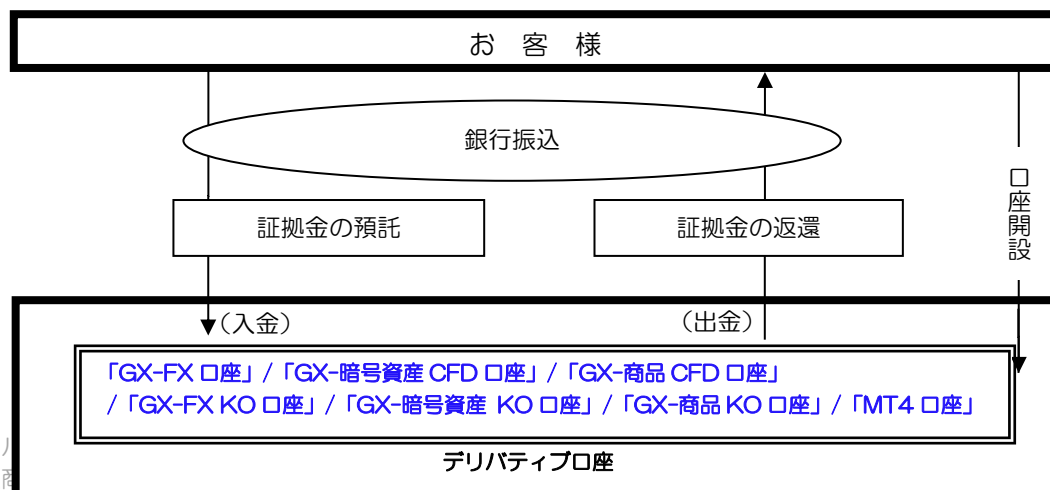 お 客 様
銀行振込
証拠金の預託
証拠金の返還
口座開設
(入金)
(出金)
「GX-FX 口座」/「GX-暗号資産 CFD 口座」/「GX-商品 CFD 口座」
/「GX-FX KO 口座」/「GX-暗号資産 KO 口座」/「GX-商品 KO 口座」/「MT4 口座」
デリバティブ口座